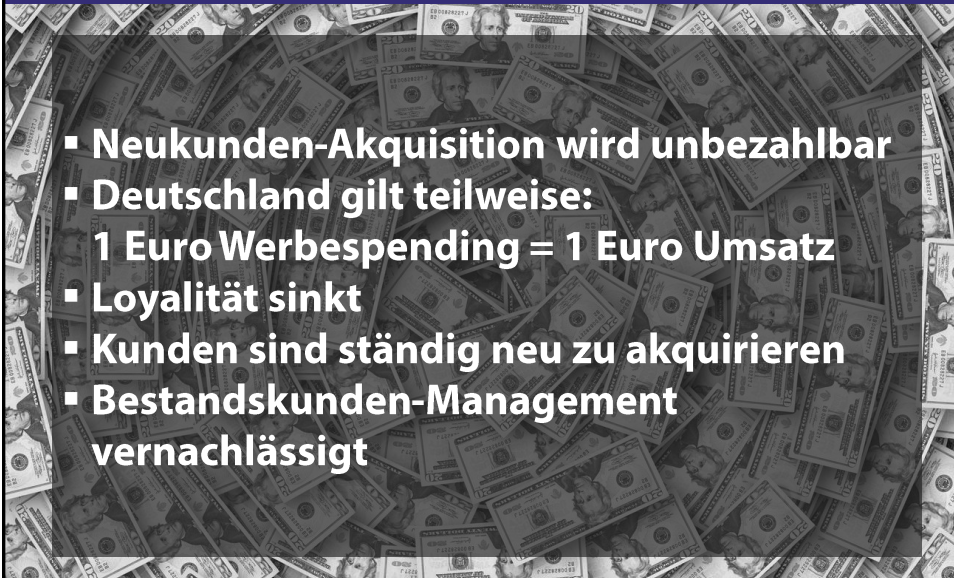 ▪ Neukunden-Akquisition wird unbezahlbar
▪ Deutschland gilt teilweise:
1 Euro Werbespending = 1 Euro Umsatz
▪ Loyalität sinkt
▪ Kunden sind ständig neu zu akquirieren
▪ Bestandskunden-Management
vernachlässigt